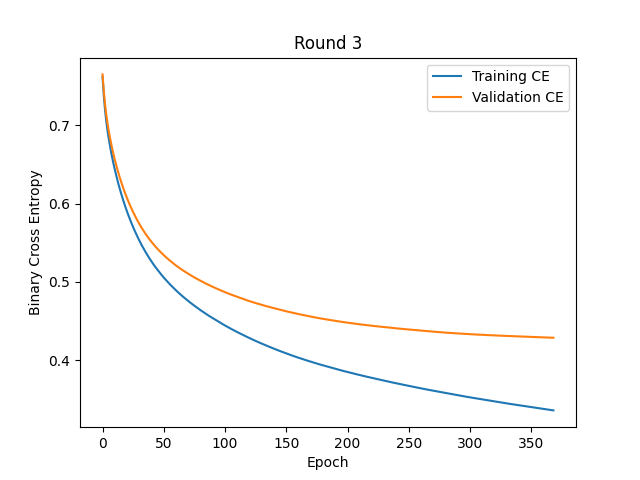 Round 3
Training CE
Validation CE
Binary Cross Entropy
0.7
0.6
0.5
0.4
0 50 100 150 200 250 300 350
Epoch